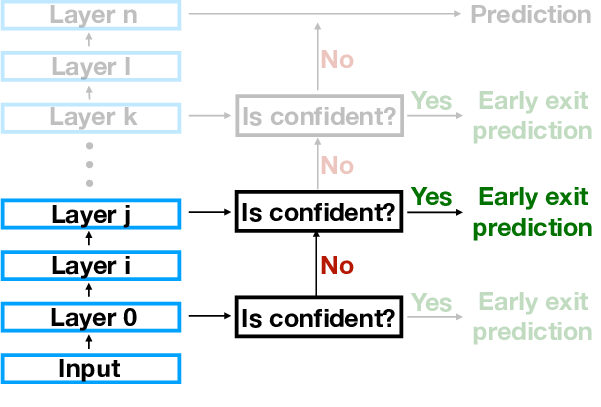 Layer n
Prediction
Layer l
No
Layer k
Is confident?
Yes
Early exit
prediction
No
Layer j
Is confident?
Yes
Early exit
prediction
Layer i
No
Layer 0
Is confident?
Yes
Early exit
prediction
Input